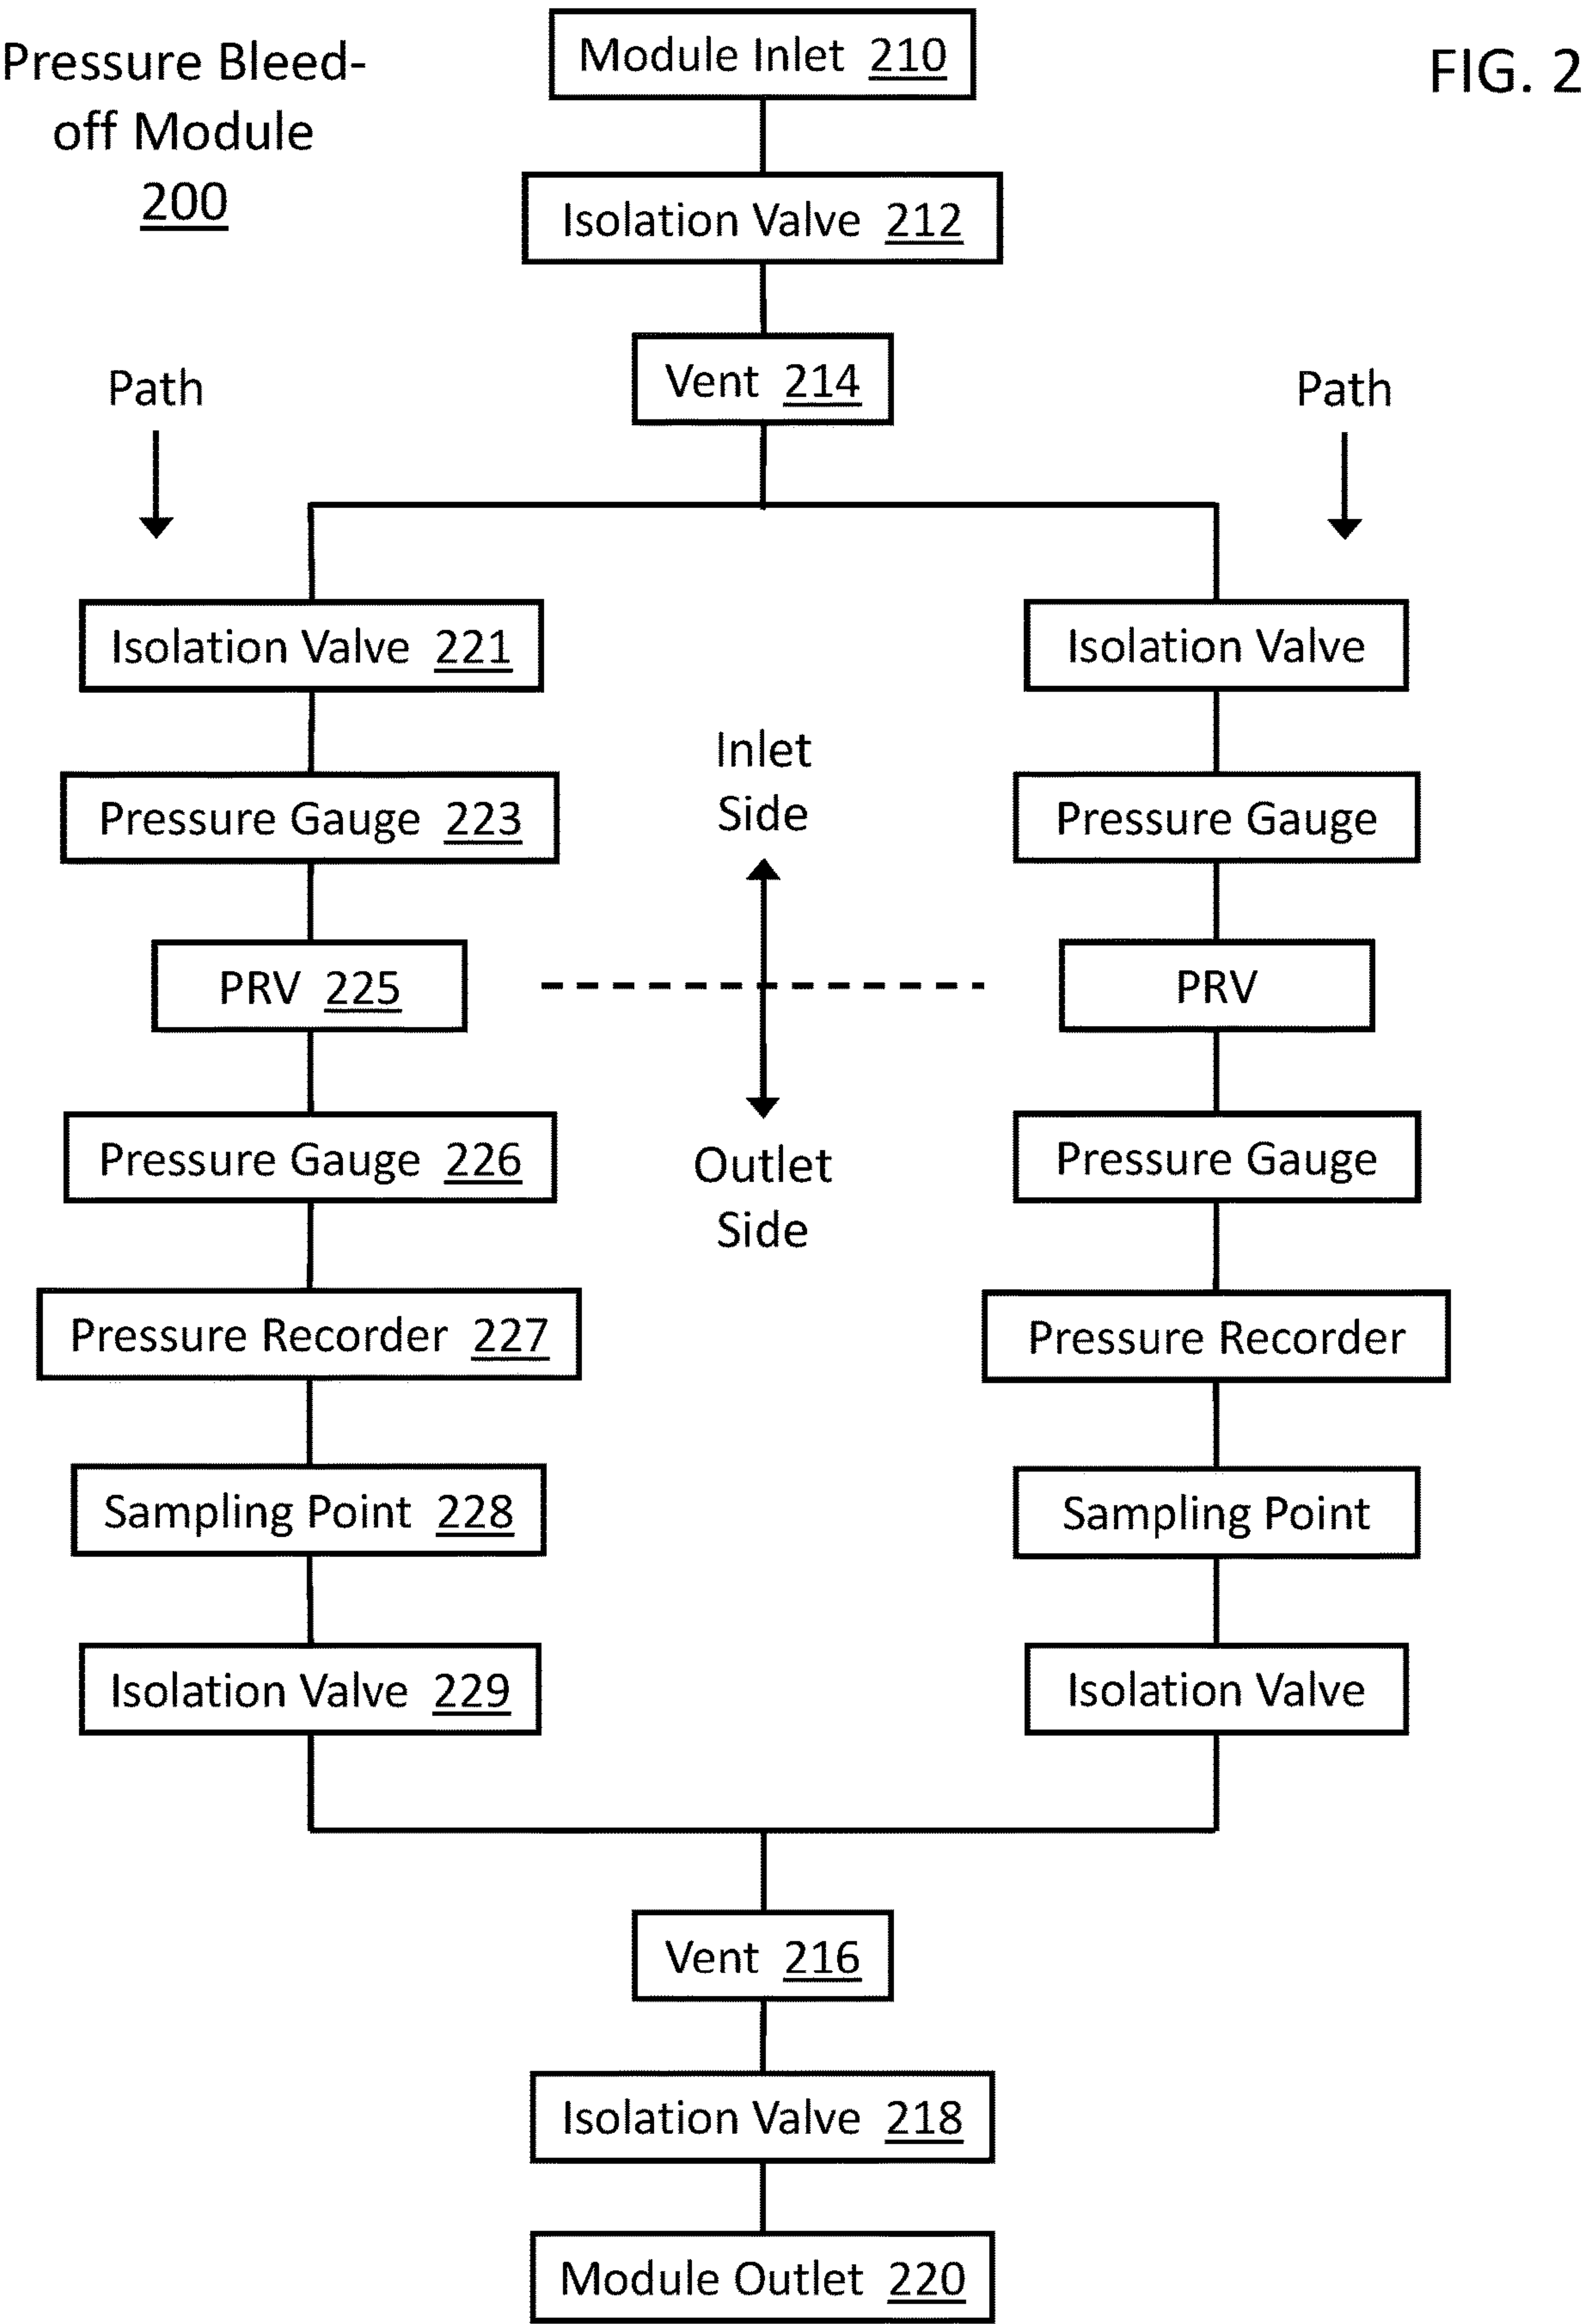 Pressure Bleed-
off Module
200
FIG. 2
Module Inlet 210
Isolation Valve 212
Vent 214
Path
Path
Isolation Valve 221
Isolation Valve
Pressure Gauge 223
Pressure Gauge
Inlet
Side
PRV 225
PRV
Outlet
Side
Pressure Gauge 226
Pressure Gauge
Pressure Recorder 227
Pressure Recorder
Sampling Point 228
Sampling Point
Isolation Valve 229
Isolation Valve
Vent 216
Isolation Valve 218
Module Outlet 220